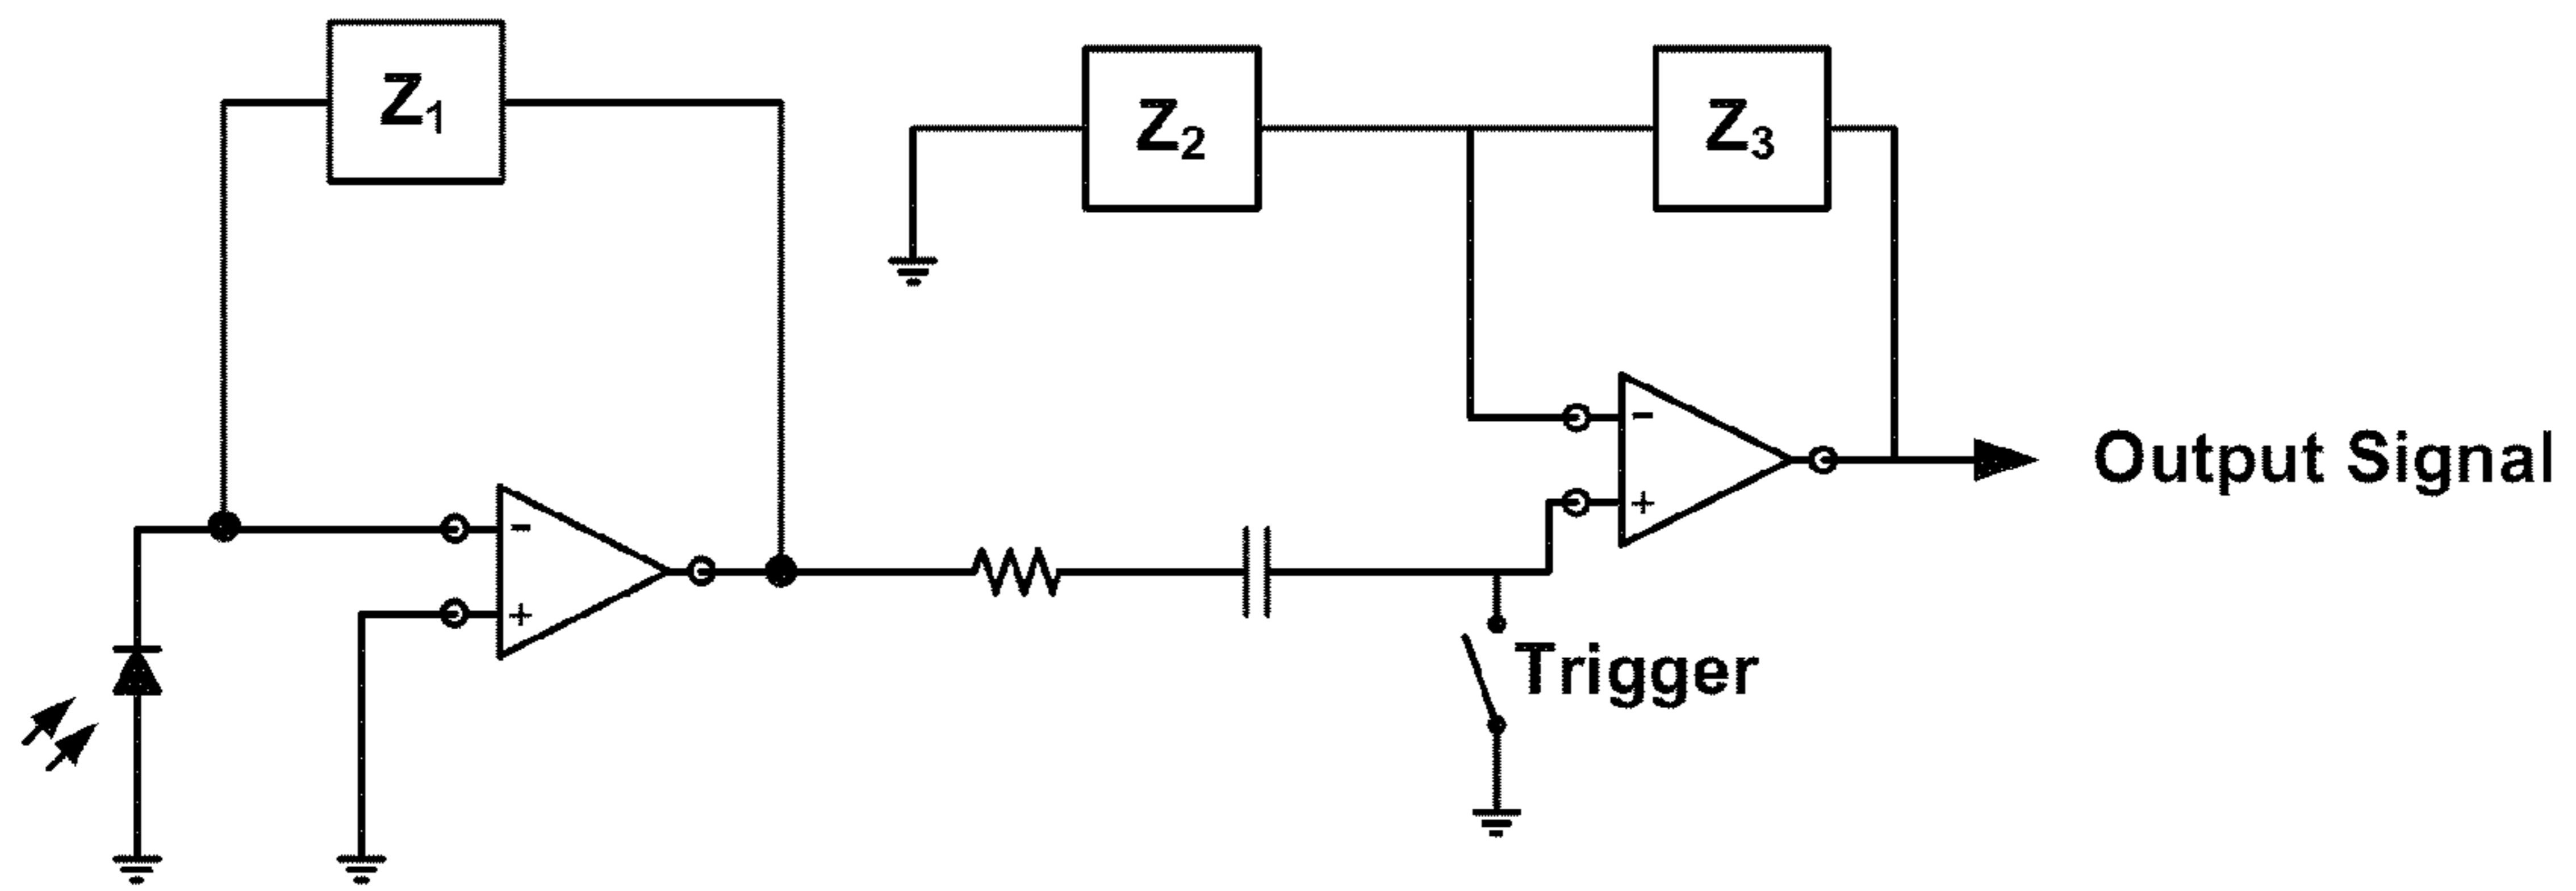 Z₁
Z₂
Z₃
-
+
-
+
Output Signal
Trigger